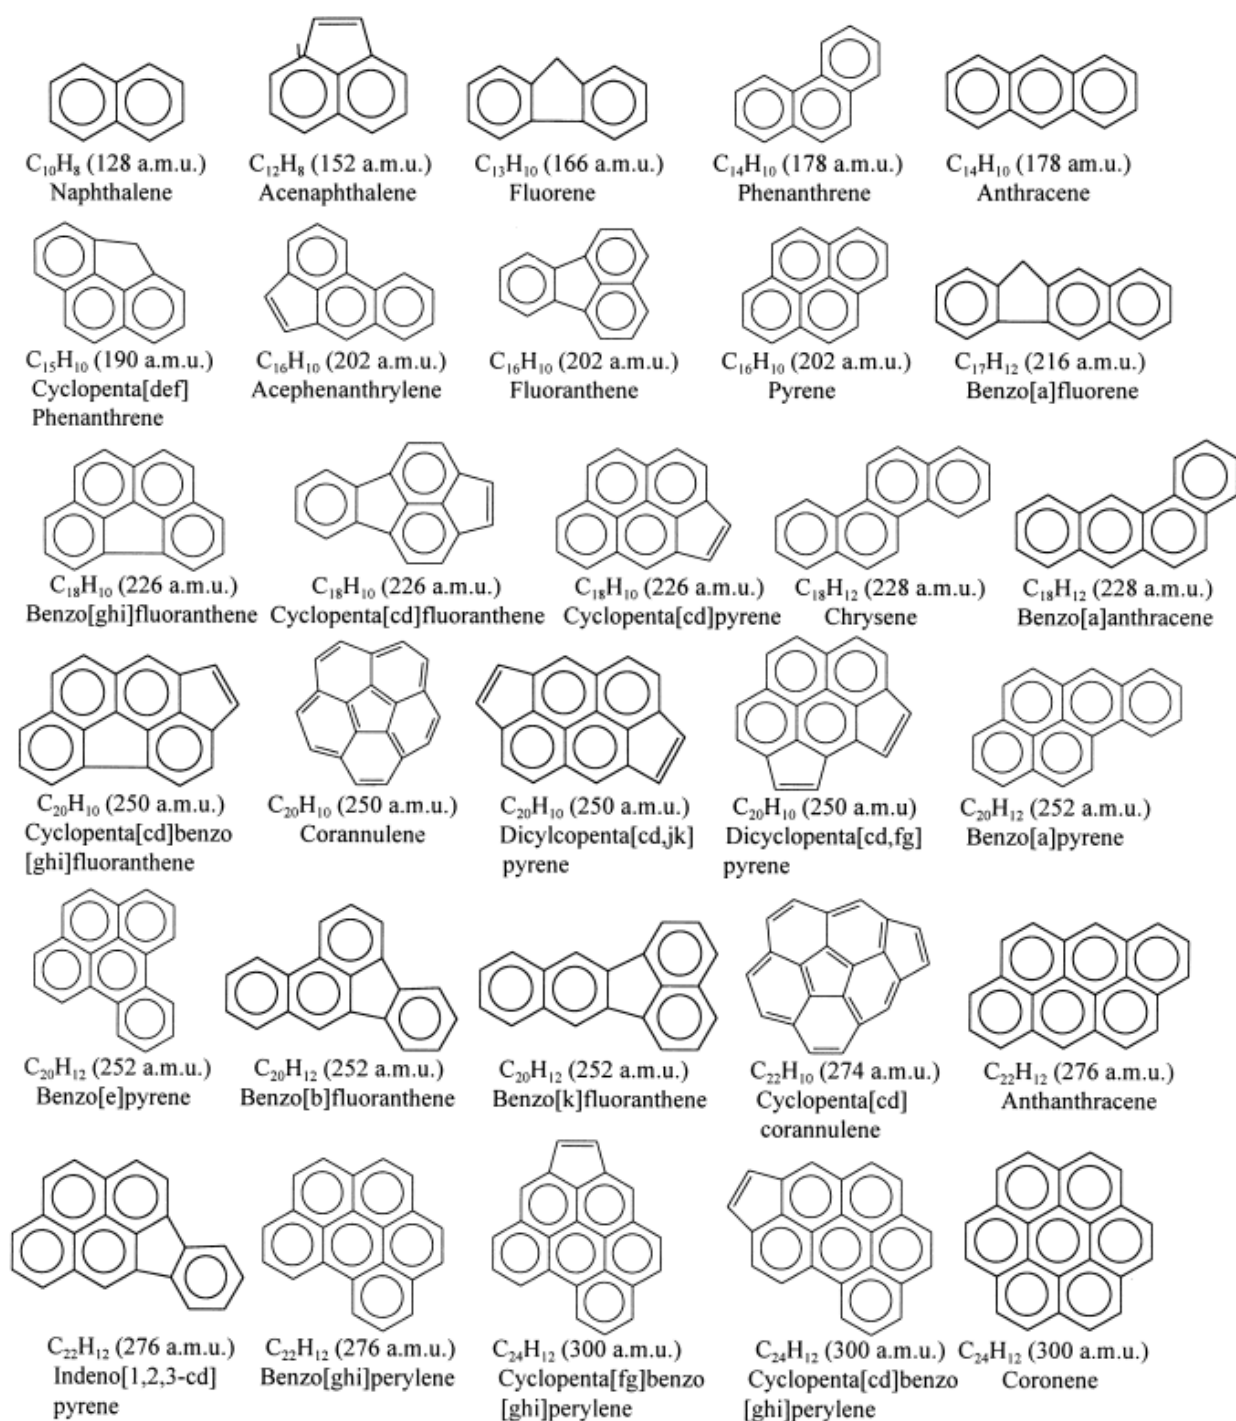 C₁₀H₈ (128 a.m.u.) C₁₂H₈ (152 a.m.u.) C₁₃H₁₀ (166 a.m.u.) C₁₄H₁₀ (178 a.m.u.) C₁₄H₁₀ (178 am.u.)
Naphthalene Acenaphthalene Fluorene Phenanthrene Anthracene
C₁₅H₁₀ (190 a.m.u.) C₁₆H₁₀ (202 a.m.u.) C₁₆H₁₀ (202 a.m.u.) C₁₆H₁₀ (202 a.m.u.) C₁₇H₁₂ (216 a.m.u.)
Cyclopenta[def] Acephenanthrylene Fluoranthene Pyrene Benzo[a]fluorene
Phenanthrene
C₁₈H₁₀ (226 a.m.u.) C₁₈H₁₀ (226 a.m.u.) C₁₈H₁₀ (226 a.m.u.) C₁₈H₁₂ (228 a.m.u.) C₁₈H₁₂ (228 a.m.u.)
Benzo[ghi]fluoranthene Cyclopenta[cd]fluoranthene Cyclopenta[cd]pyrene Chrysene Benzo[a]anthracene
C₂₀H₁₀ (250 a.m.u.) C₂₀H₁₀ (250 a.m.u.) C₂₀H₁₀ (250 a.m.u.) C₂₀H₁₀ (250 a.m.u) C₂₀H₁₂ (252 a.m.u.)
Cyclopenta[cd]benzo Corannulene Dicylcopenta[cd,jk] Dicyclopenta[cd,fg] Benzo[a]pyrene
[ghi]fluoranthene pyrene pyrene
C₂₀H₁₂ (252 a.m.u.) C₂₀H₁₂ (252 a.m.u.) C₂₀H₁₂ (252 a.m.u.) C₂₂H₁₀ (274 a.m.u.) C₂₂H₁₂ (276 a.m.u.)
Benzo[e]pyrene Benzo[b]fluoranthene Benzo[k]fluoranthene Cyclopenta[cd] Anthanthracene
corannulene
C₂₂H₁₂ (276 a.m.u.) C₂₂H₁₂ (276 a.m.u.) C₂₄H₁₂ (300 a.m.u.) C₂₄H₁₂ (300 a.m.u.) C₂₄H₁₂ (300 a.m.u.)
Indeno[1,2,3-cd] Benzo[ghi]perylene Cyclopenta[fg]benzo Cyclopenta[cd]benzo Coronene
pyrene [ghi]perylene [ghi]perylene